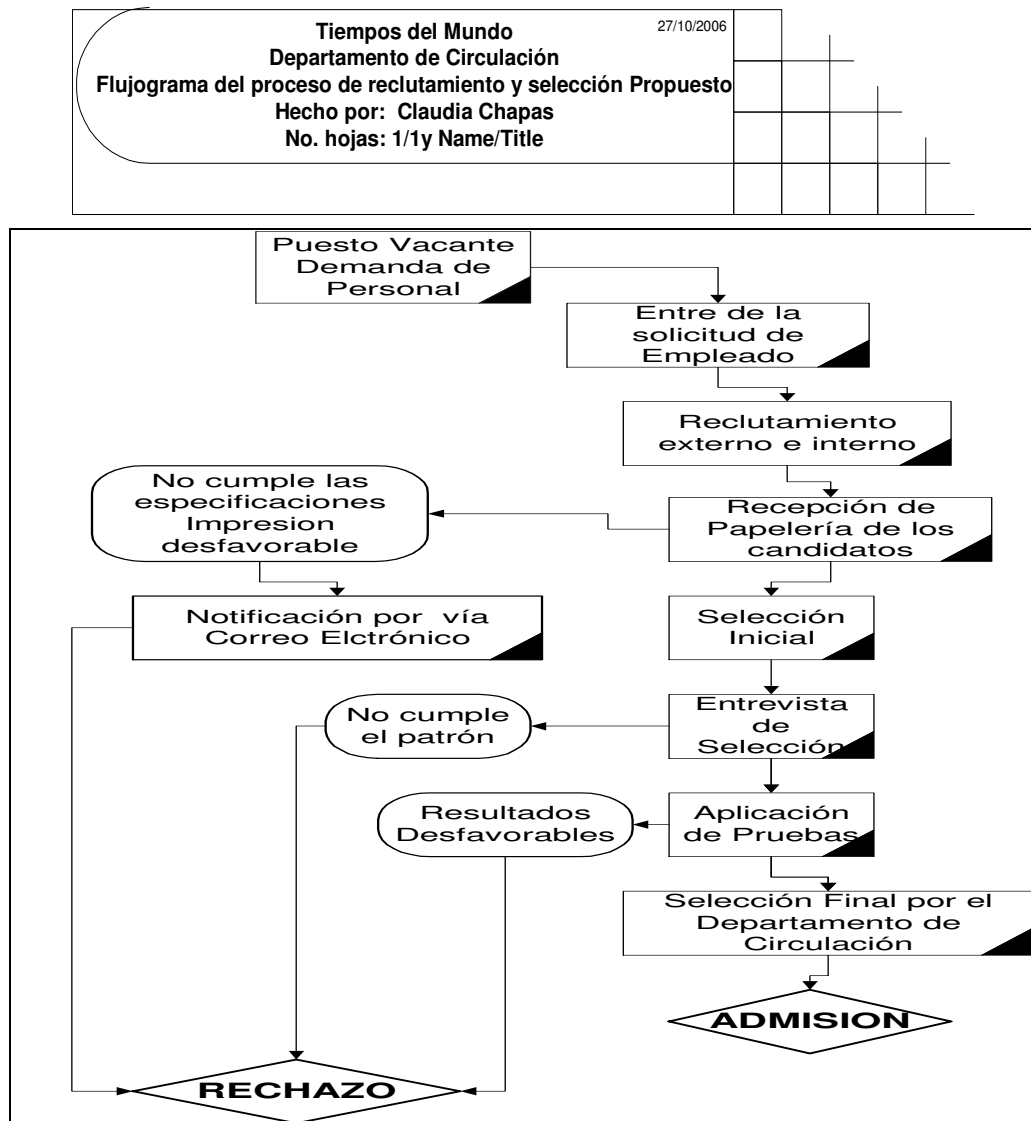 Tiempos del Mundo
27/10/2006
Departamento de Circulación
Flujograma del proceso de reclutamiento y selección Propuesto
Hecho por: Claudia Chapas
No. hojas: 1/1y Name/Title
Puesto Vacante
Demanda de
Personal
Entre de la
solicitud de
Empleado
Reclutamiento
externo e interno
No cumple las
especificaciones
Impresion
desfavorable
Recepción de
Papelería de los
candidatos
Notificación por vía
Correo Elctrónico
Selección
Inicial
No cumple
el patrón
Entrevista
de
Selección
Resultados
Desfavorables
Aplicación
de Pruebas
Selección Final por el
Departamento de
Circulación
ADMISION
RECHAZO